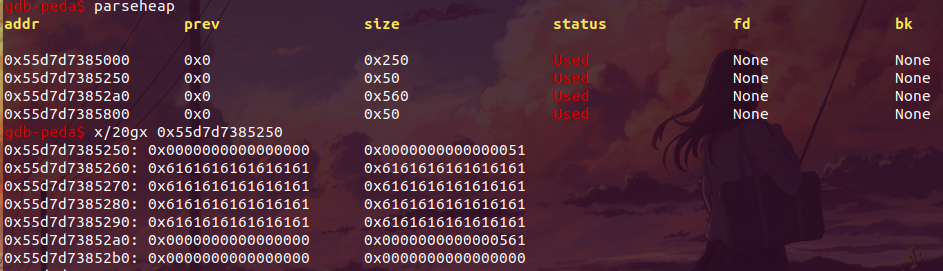 gdb-peda$ parseheap
addr prev size status fd bk
0x55d7d7385000 0x0 0x250 Used None None
0x55d7d7385250 0x0 0x50 Used None None
0x55d7d73852a0 0x0 0x560 Used None None
0x55d7d7385800 0x0 0x50 Used None None
gdb-peda$ x/20gx 0x55d7d7385250
0x55d7d7385250: 0x0000000000000000 0x0000000000000051
0x55d7d7385260: 0x6161616161616161 0x6161616161616161
0x55d7d7385270: 0x6161616161616161 0x6161616161616161
0x55d7d7385280: 0x6161616161616161 0x6161616161616161
0x55d7d7385290: 0x6161616161616161 0x6161616161616161
0x55d7d73852a0: 0x0000000000000000 0x0000000000000561
0x55d7d73852b0: 0x0000000000000000 0x0000000000000000